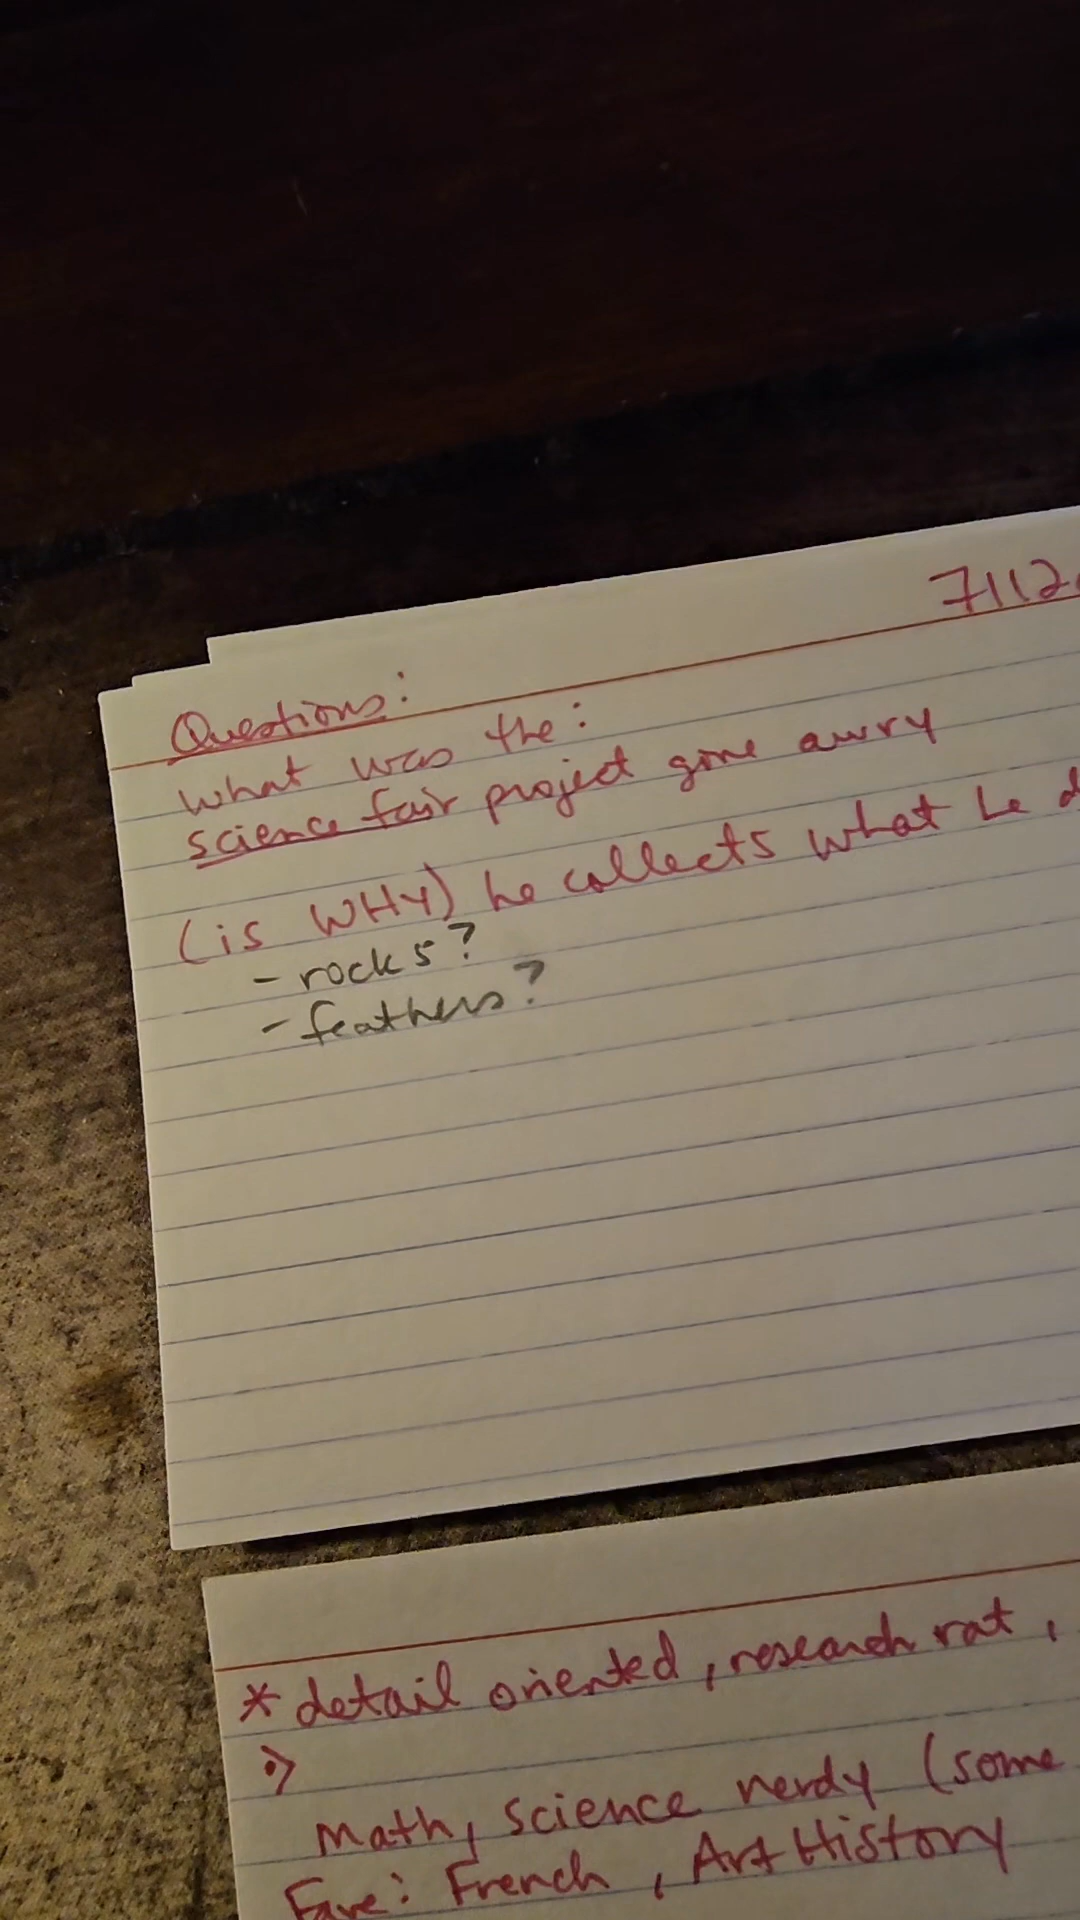 7112
Questions:
What was the:
science fair project gone awry
(is WHY) he collects what he d
- rocks?
- feathers?
* detail oriented, research rat,
Math, science nerdy (some
Fave: French, Art History